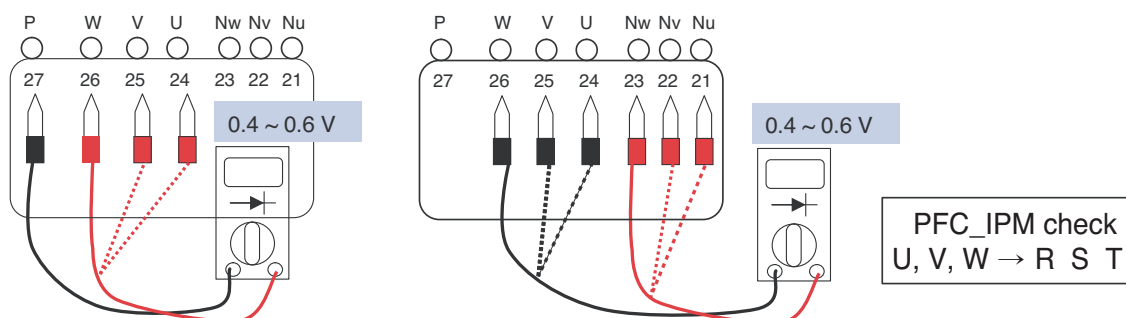 P W V U Nw Nv Nu
27 26 25 24 23 22 21
0.4 ~ 0.6 V
P W V U Nw Nv Nu
27 26 25 24 23 22 21
0.4 ~ 0.6 V
PFC_IPM check
U, V, W → R S T